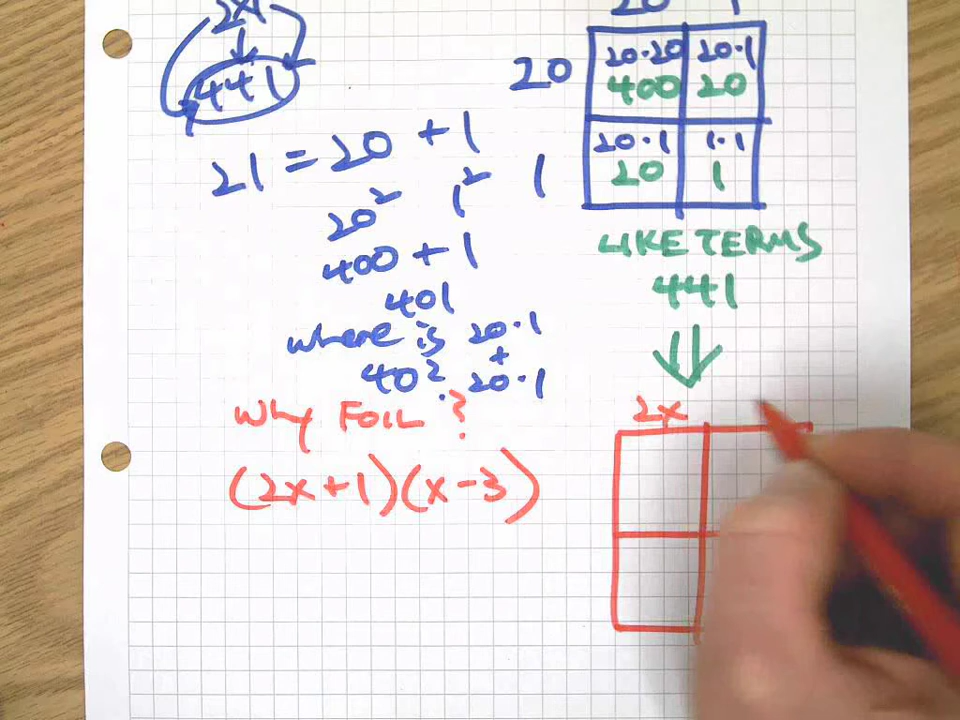 441
21 = 20 + 1
20² 1²
400 + 1
401
where is 20·1
+
40? 20·1
Why FOIL?
(2x+1)(x-3)
20
20·20 20·1
400 20
20·1 1·1
20 1
1
LIKE TERMS
441
2x